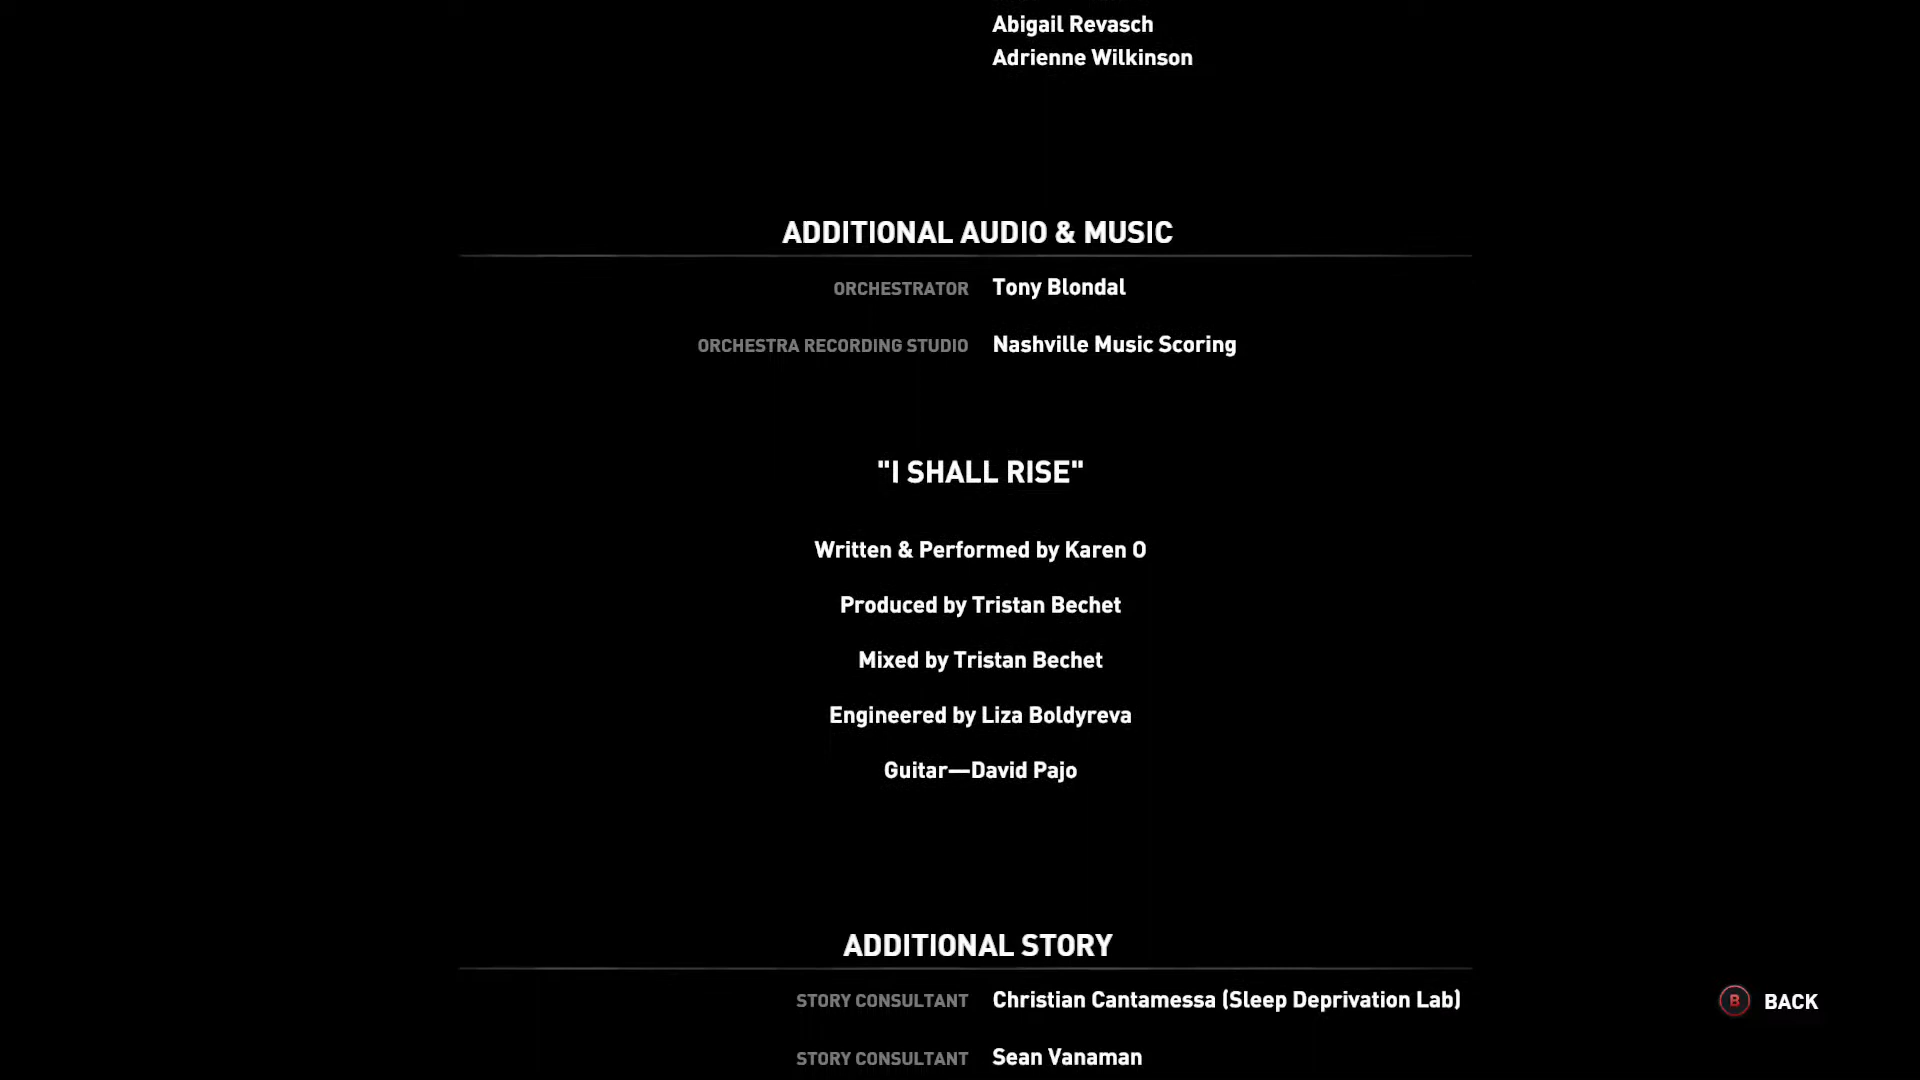 Abigail Revasch
Adrienne Wilkinson
ADDITIONAL AUDIO & MUSIC
ORCHESTRATOR Tony Blondal
ORCHESTRA RECORDING STUDIO Nashville Music Scoring
"I SHALL RISE"
Written & Performed by Karen O
Produced by Tristan Bechet
Mixed by Tristan Bechet
Engineered by Liza Boldyreva
Guitar—David Pajo
ADDITIONAL STORY
STORY CONSULTANT Christian Cantamessa (Sleep Deprivation Lab)
B BACK
STORY CONSULTANT Sean Vanaman